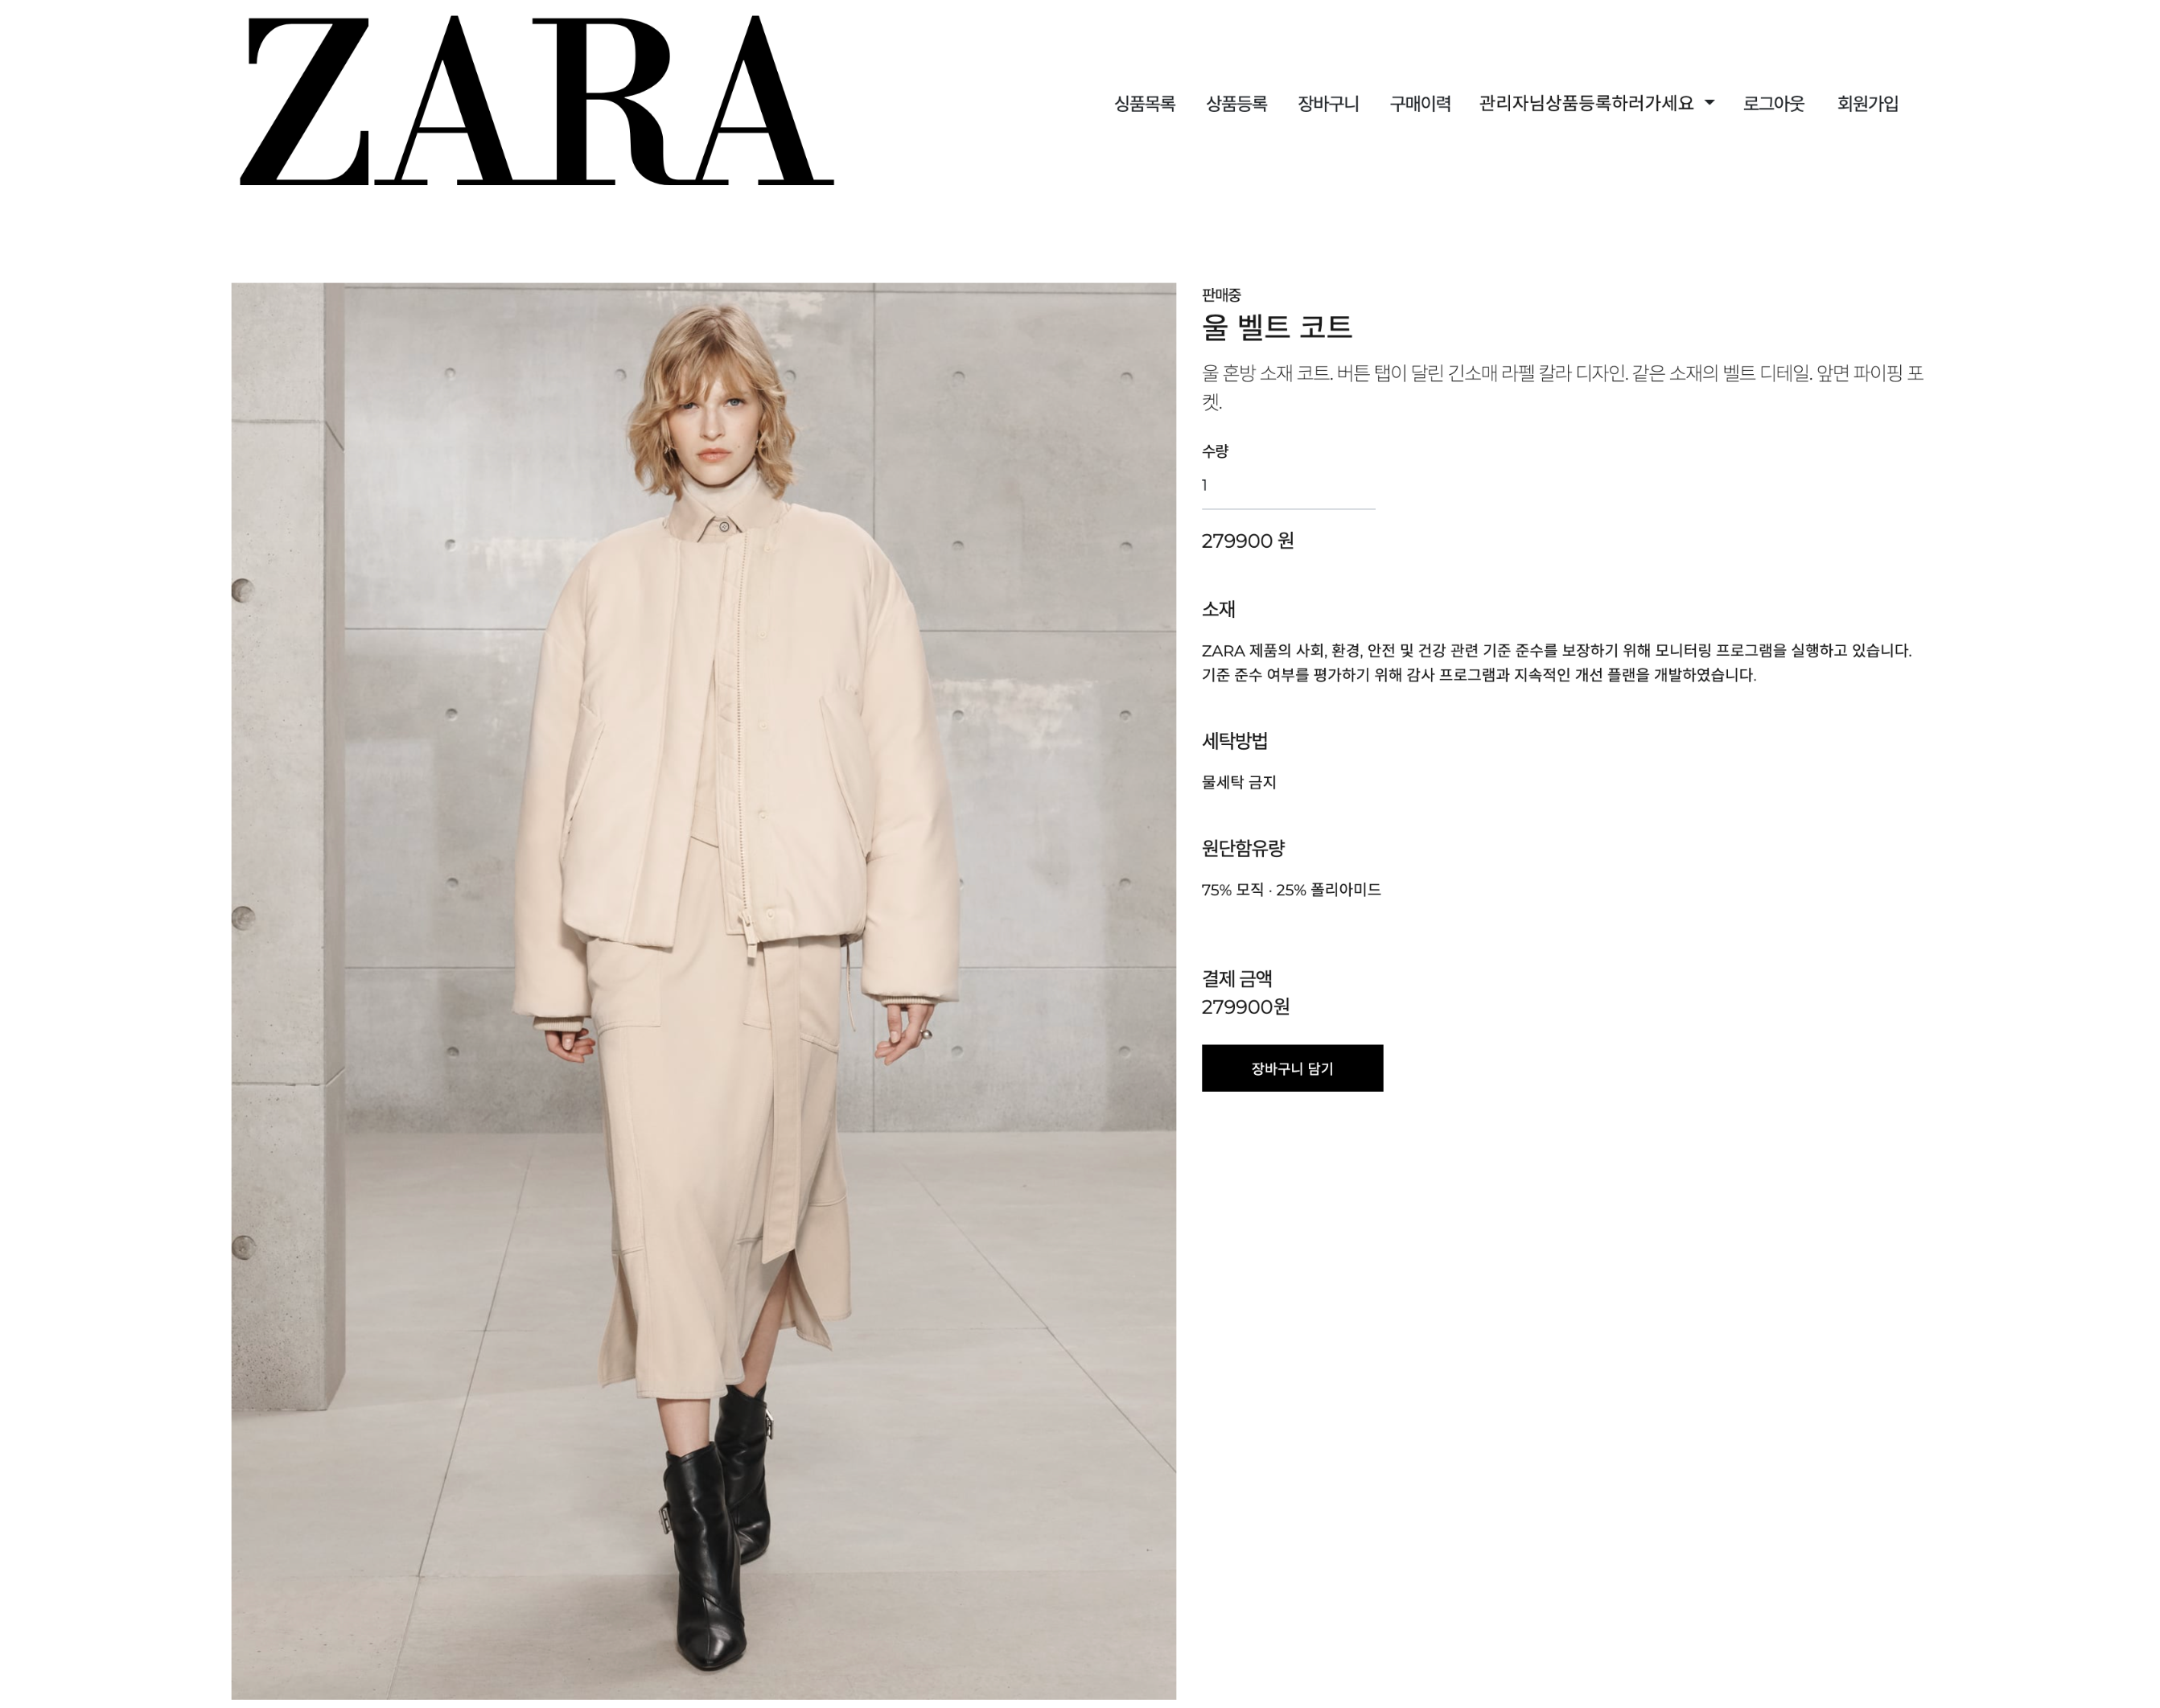 ZARA
싱품목록 상품등록 장바구니 구매이력 관리자님상품등록하러가세요 로그아웃 회원가입
판매중
울 벨트 코트
울 혼방 소재 코트. 버튼 탭이 달린 긴소매 라펠 칼라 디자인. 같은 소재의 벨트 디테일. 앞면 파이핑 포
켓.
수량
1
279900 원
소재
ZARA 제품의 사회, 환경, 안전 및 건강 관련 기준 준수를 보장하기 위해 모니터링 프로그램을 실행하고 있습니다.
기준 준수 여부를 평가하기 위해 감사 프로그램과 지속적인 개선 플랜을 개발하였습니다.
세탁방법
물세탁 금지
원단함유량
75% 모직 · 25% 폴리아미드
결제 금액
279900원
장바구니 담기